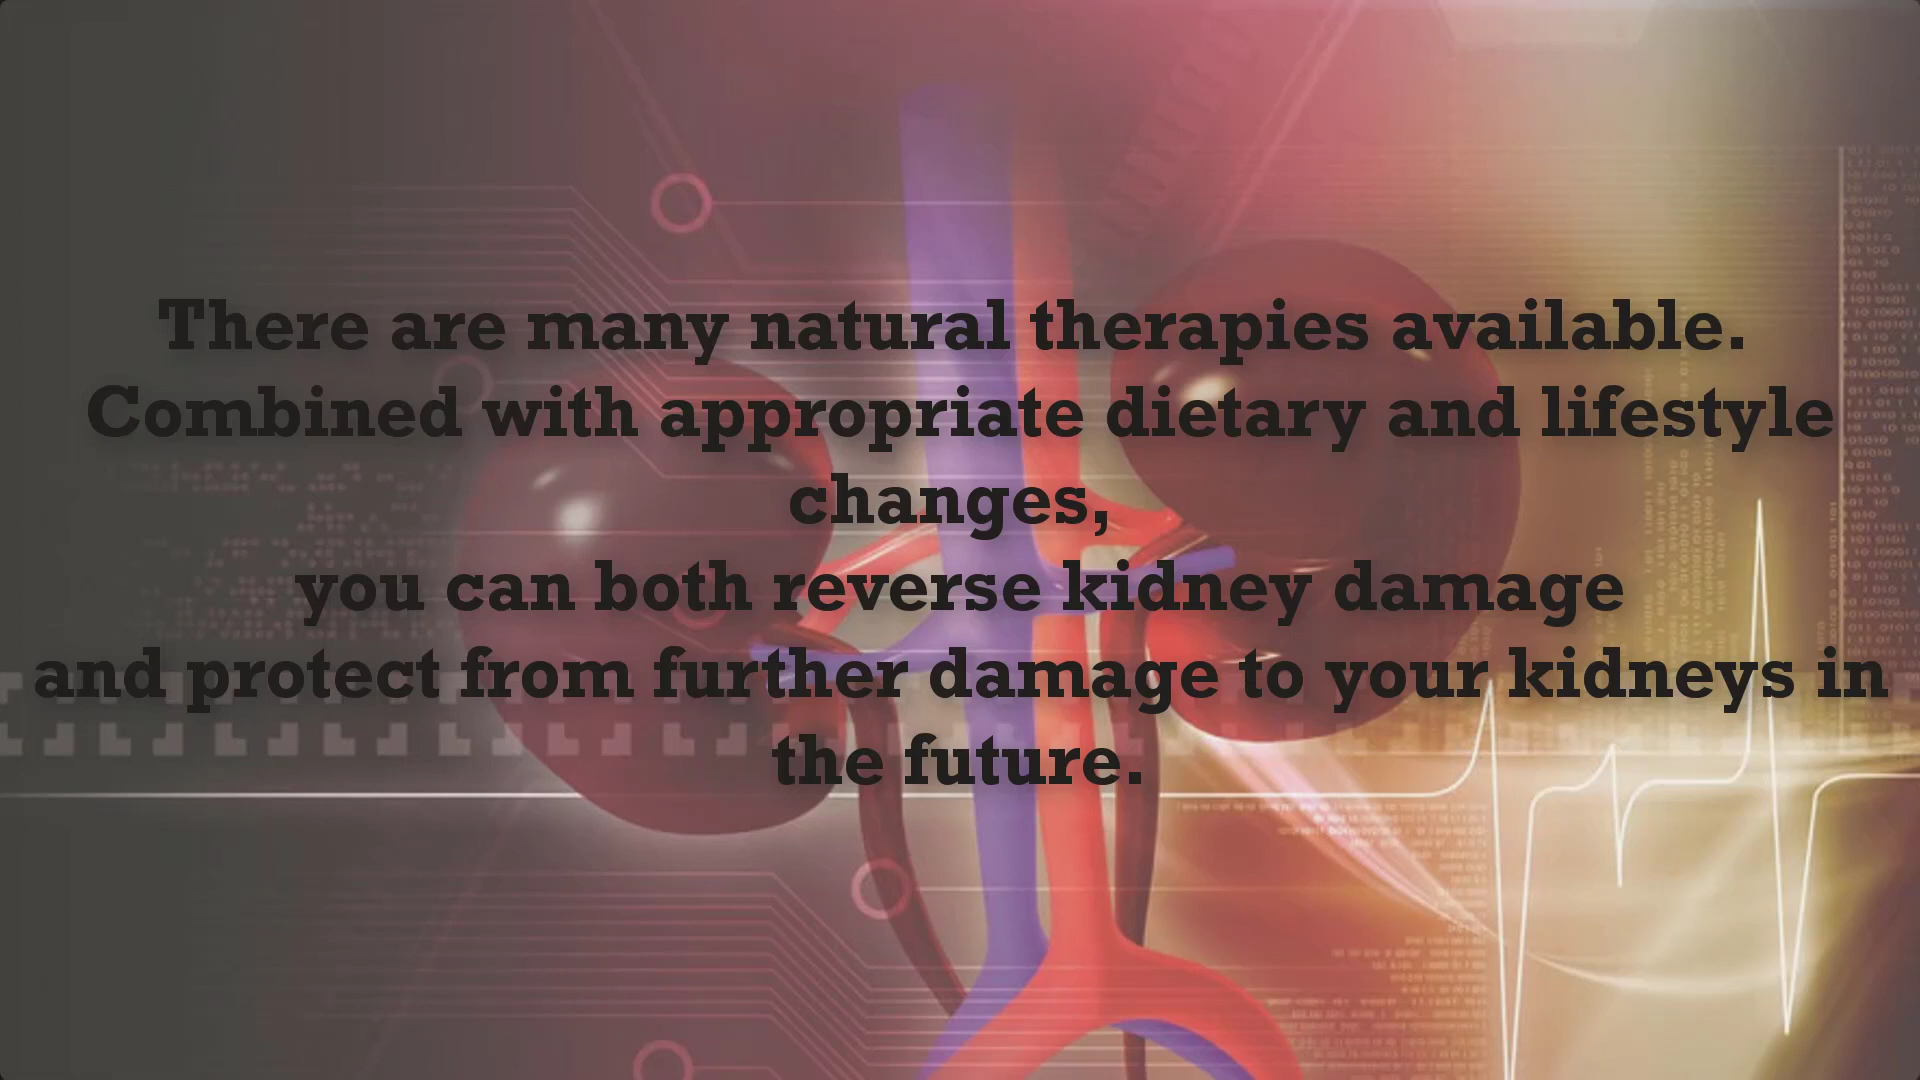 There are many natural therapies available.
Combined with appropriate dietary and lifestyle
changes,
you can both reverse kidney damage
and protect from further damage to your kidneys in
the future.